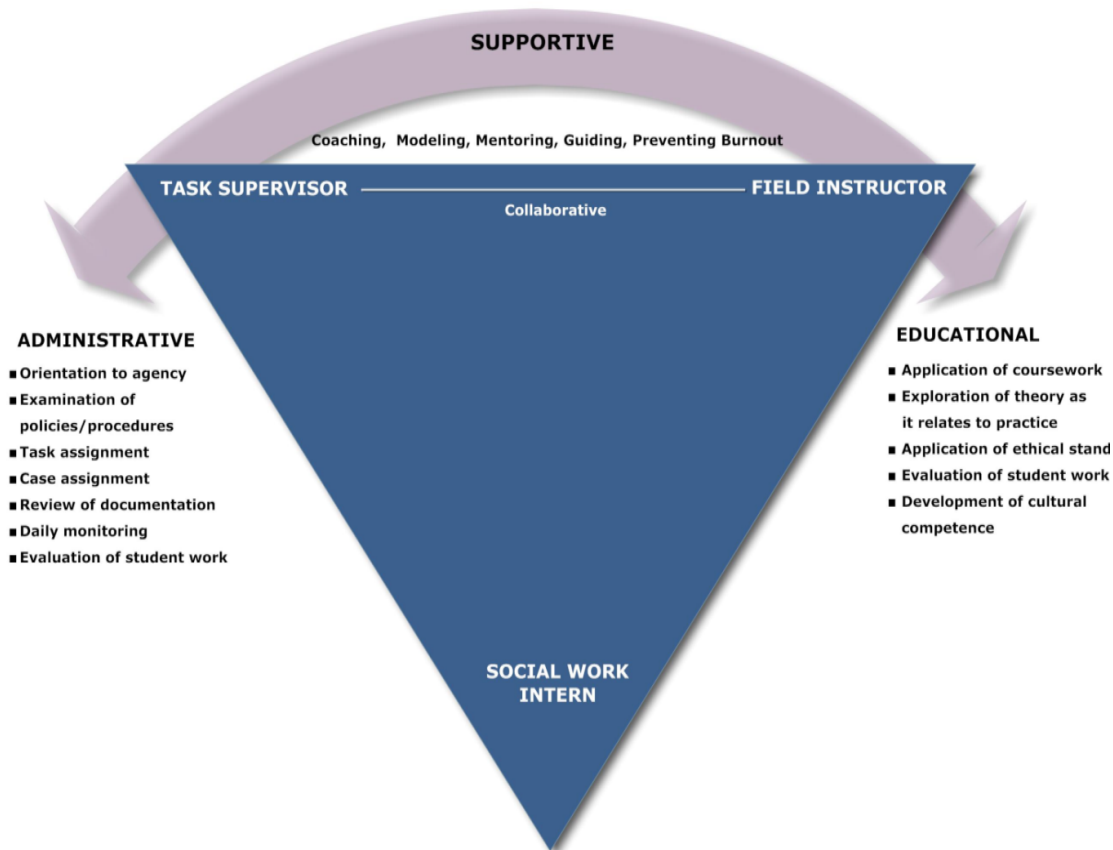 SUPPORTIVE
Coaching, Modeling, Mentoring, Guiding, Preventing Burnout
TASK SUPERVISOR
FIELD INSTRUCTOR
Collaborative
ADMINISTRATIVE
■ Orientation to agency
■ Examination of
policies/procedures
■ Task assignment
■ Case assignment
■ Review of documentation
■ Daily monitoring
■ Evaluation of student work
EDUCATIONAL
■ Application of coursework
■ Exploration of theory as
it relates to practice
■ Application of ethical stand
■ Evaluation of student work
■ Development of cultural
competence
SOCIAL WORK
INTERN